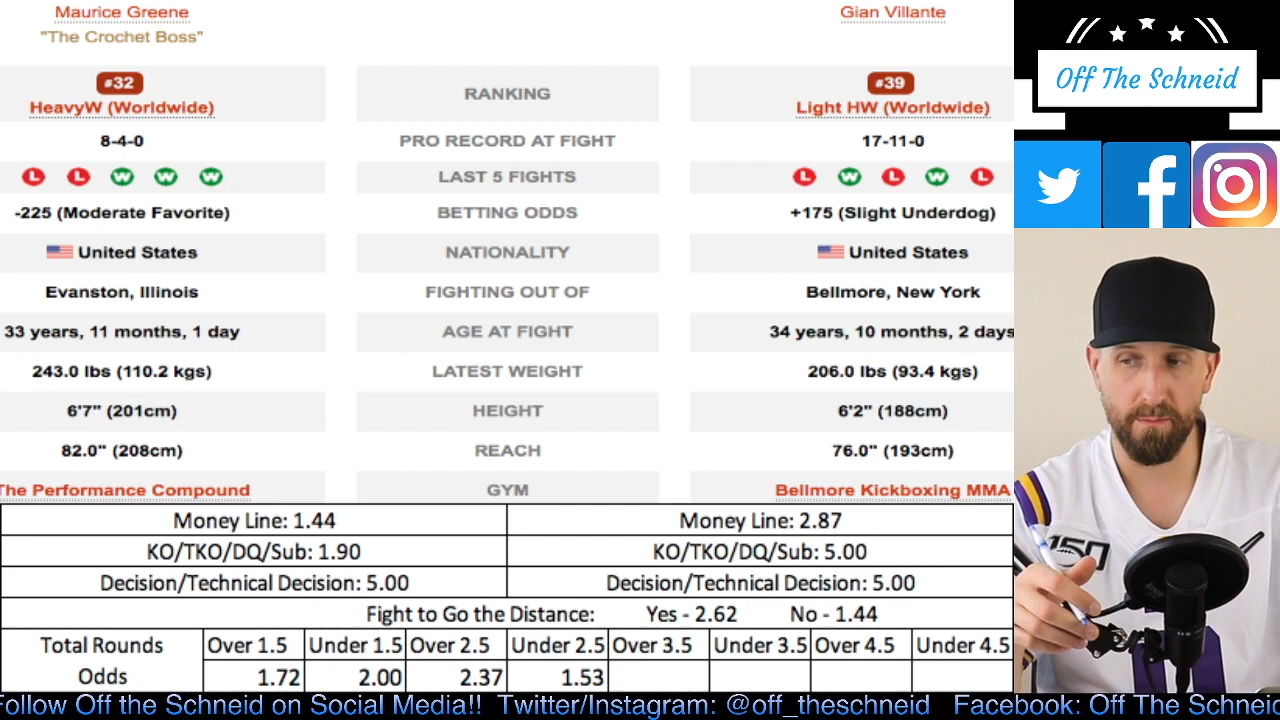 Maurice Greene Gian Villante
"The Crochet Boss"
#32 RANKING #39
HeavyW (Worldwide) Light HW (Worldwide)
8-4-0 PRO RECORD AT FIGHT 17-11-0
L L W W W LAST 5 FIGHTS L W L W L
-225 (Moderate Favorite) BETTING ODDS +175 (Slight Underdog)
United States NATIONALITY United States
Evanston, Illinois FIGHTING OUT OF Bellmore, New York
33 years, 11 months, 1 day AGE AT FIGHT 34 years, 10 months, 2 days
243.0 lbs (110.2 kgs) LATEST WEIGHT 206.0 lbs (93.4 kgs)
6'7" (201cm) HEIGHT 6'2" (188cm)
82.0" (208cm) REACH 76.0" (193cm)
The Performance Compound GYM Bellmore Kickboxing MMA
Money Line: 1.44 Money Line: 2.87
KO/TKO/DQ/Sub: 1.90 KO/TKO/DQ/Sub: 5.00
Decision/Technical Decision: 5.00 Decision/Technical Decision: 5.00
Fight to Go the Distance: Yes - 2.62 No - 1.44
Total Rounds Over 1.5 Under 1.5 Over 2.5 Under 2.5 Over 3.5 Under 3.5 Over 4.5 Under 4.5
Odds 1.72 2.00 2.37 1.53
Off The Schneid
150
Follow Off the Schneid on Social Media!! Twitter/Instagram: @off_theschneid Facebook: Off The Schneid